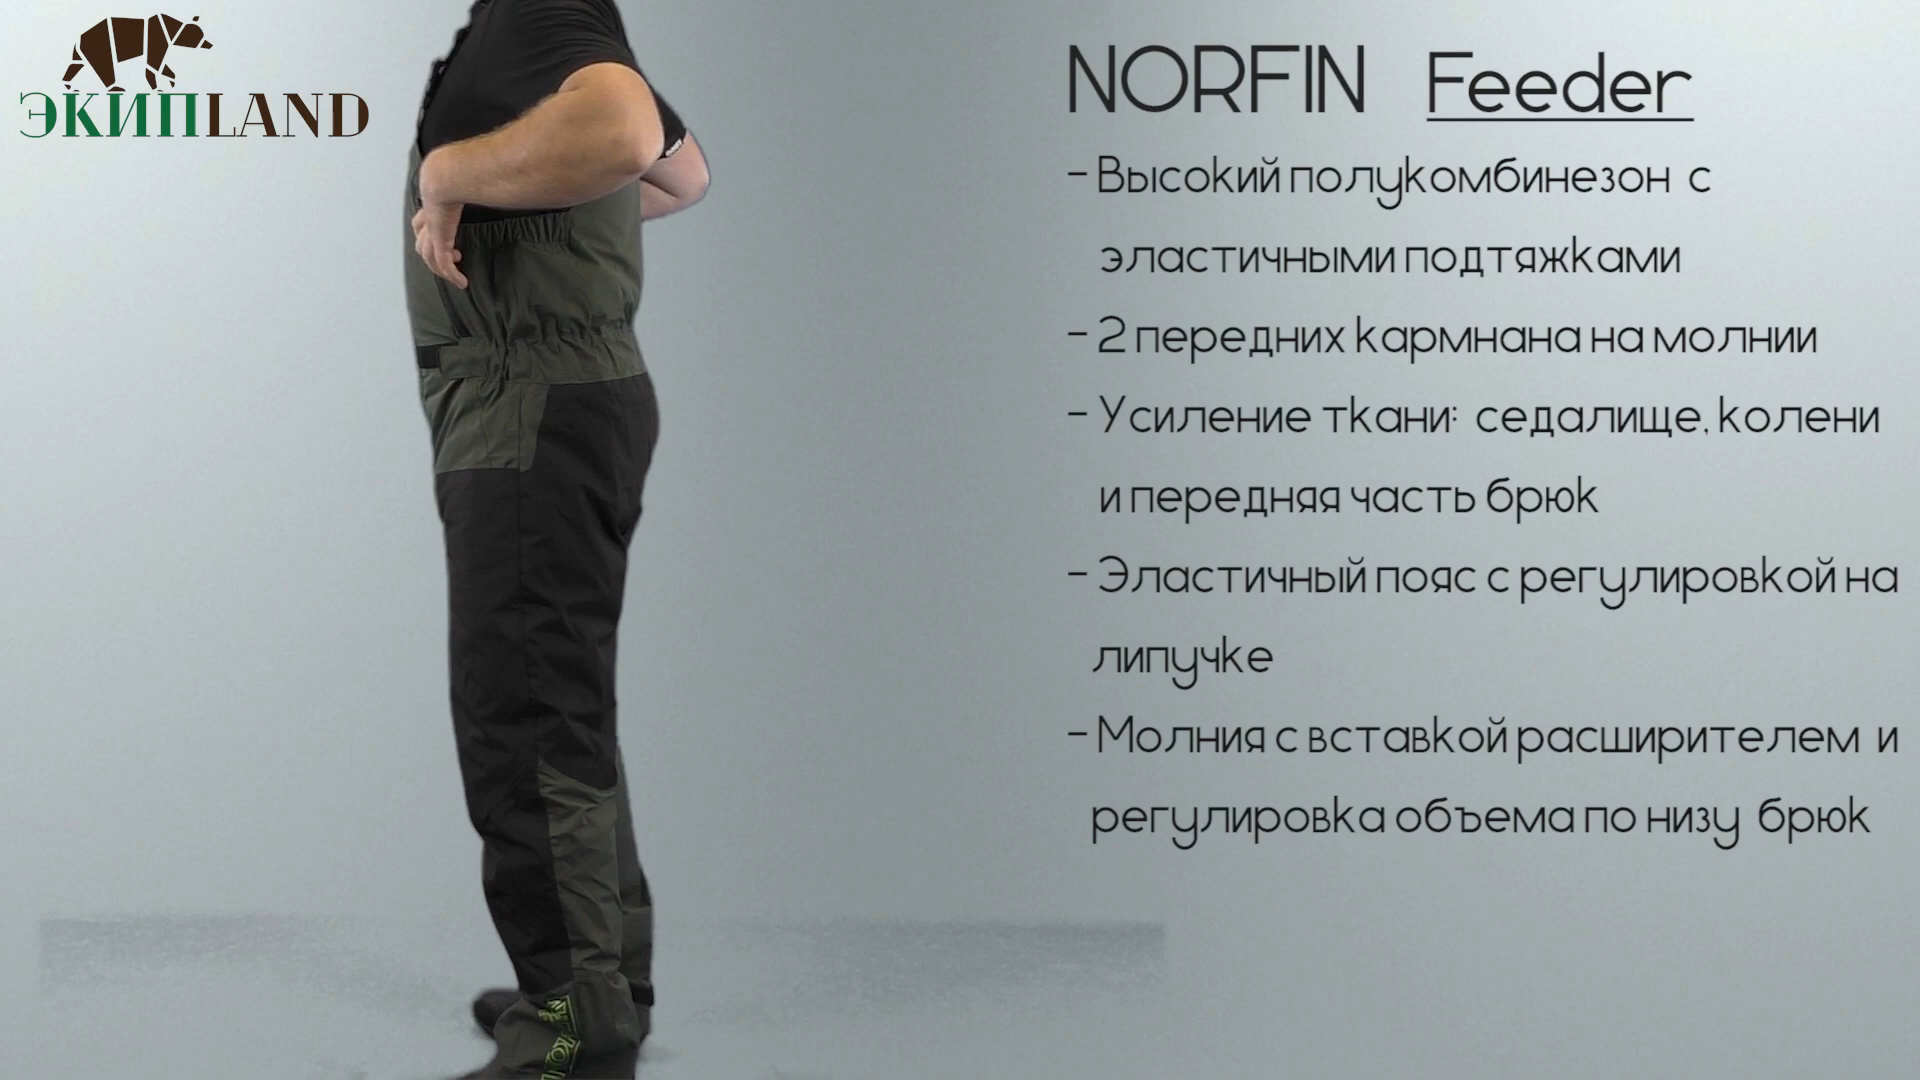 ЭКИПLAND
NORFIN Feeder
- Высокий полукомбинезон с
эластичными подтяжками
- 2 передних кармнана на молнии
- Усиление ткани: седалище, колени
и передняя часть брюк
- Эластичный пояс с регулировкой на
липучке
- Молния с вставкой расширителем и
регулировка объема по низу брюк